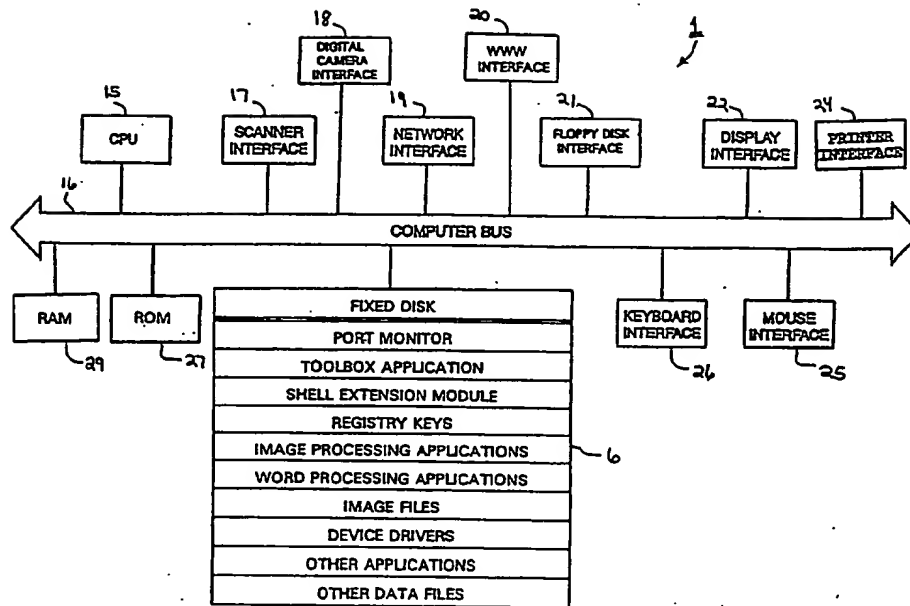 18
DIGITAL
CAMERA
INTERFACE
20
WWW
INTERFACE
1
15
CPU
17
SCANNER
INTERFACE
19
NETWORK
INTERFACE
21
FLOPPY DISK
INTERFACE
22
DISPLAY
INTERFACE
24
PRINTER
INTERFACE
16
COMPUTER BUS
RAM
29
ROM
27
FIXED DISK
PORT MONITOR
TOOLBOX APPLICATION
SHELL EXTENSION MODULE
REGISTRY KEYS
IMAGE PROCESSING APPLICATIONS
WORD PROCESSING APPLICATIONS
IMAGE FILES
DEVICE DRIVERS
OTHER APPLICATIONS
OTHER DATA FILES
6
KEYBOARD
INTERFACE
26
MOUSE
INTERFACE
25